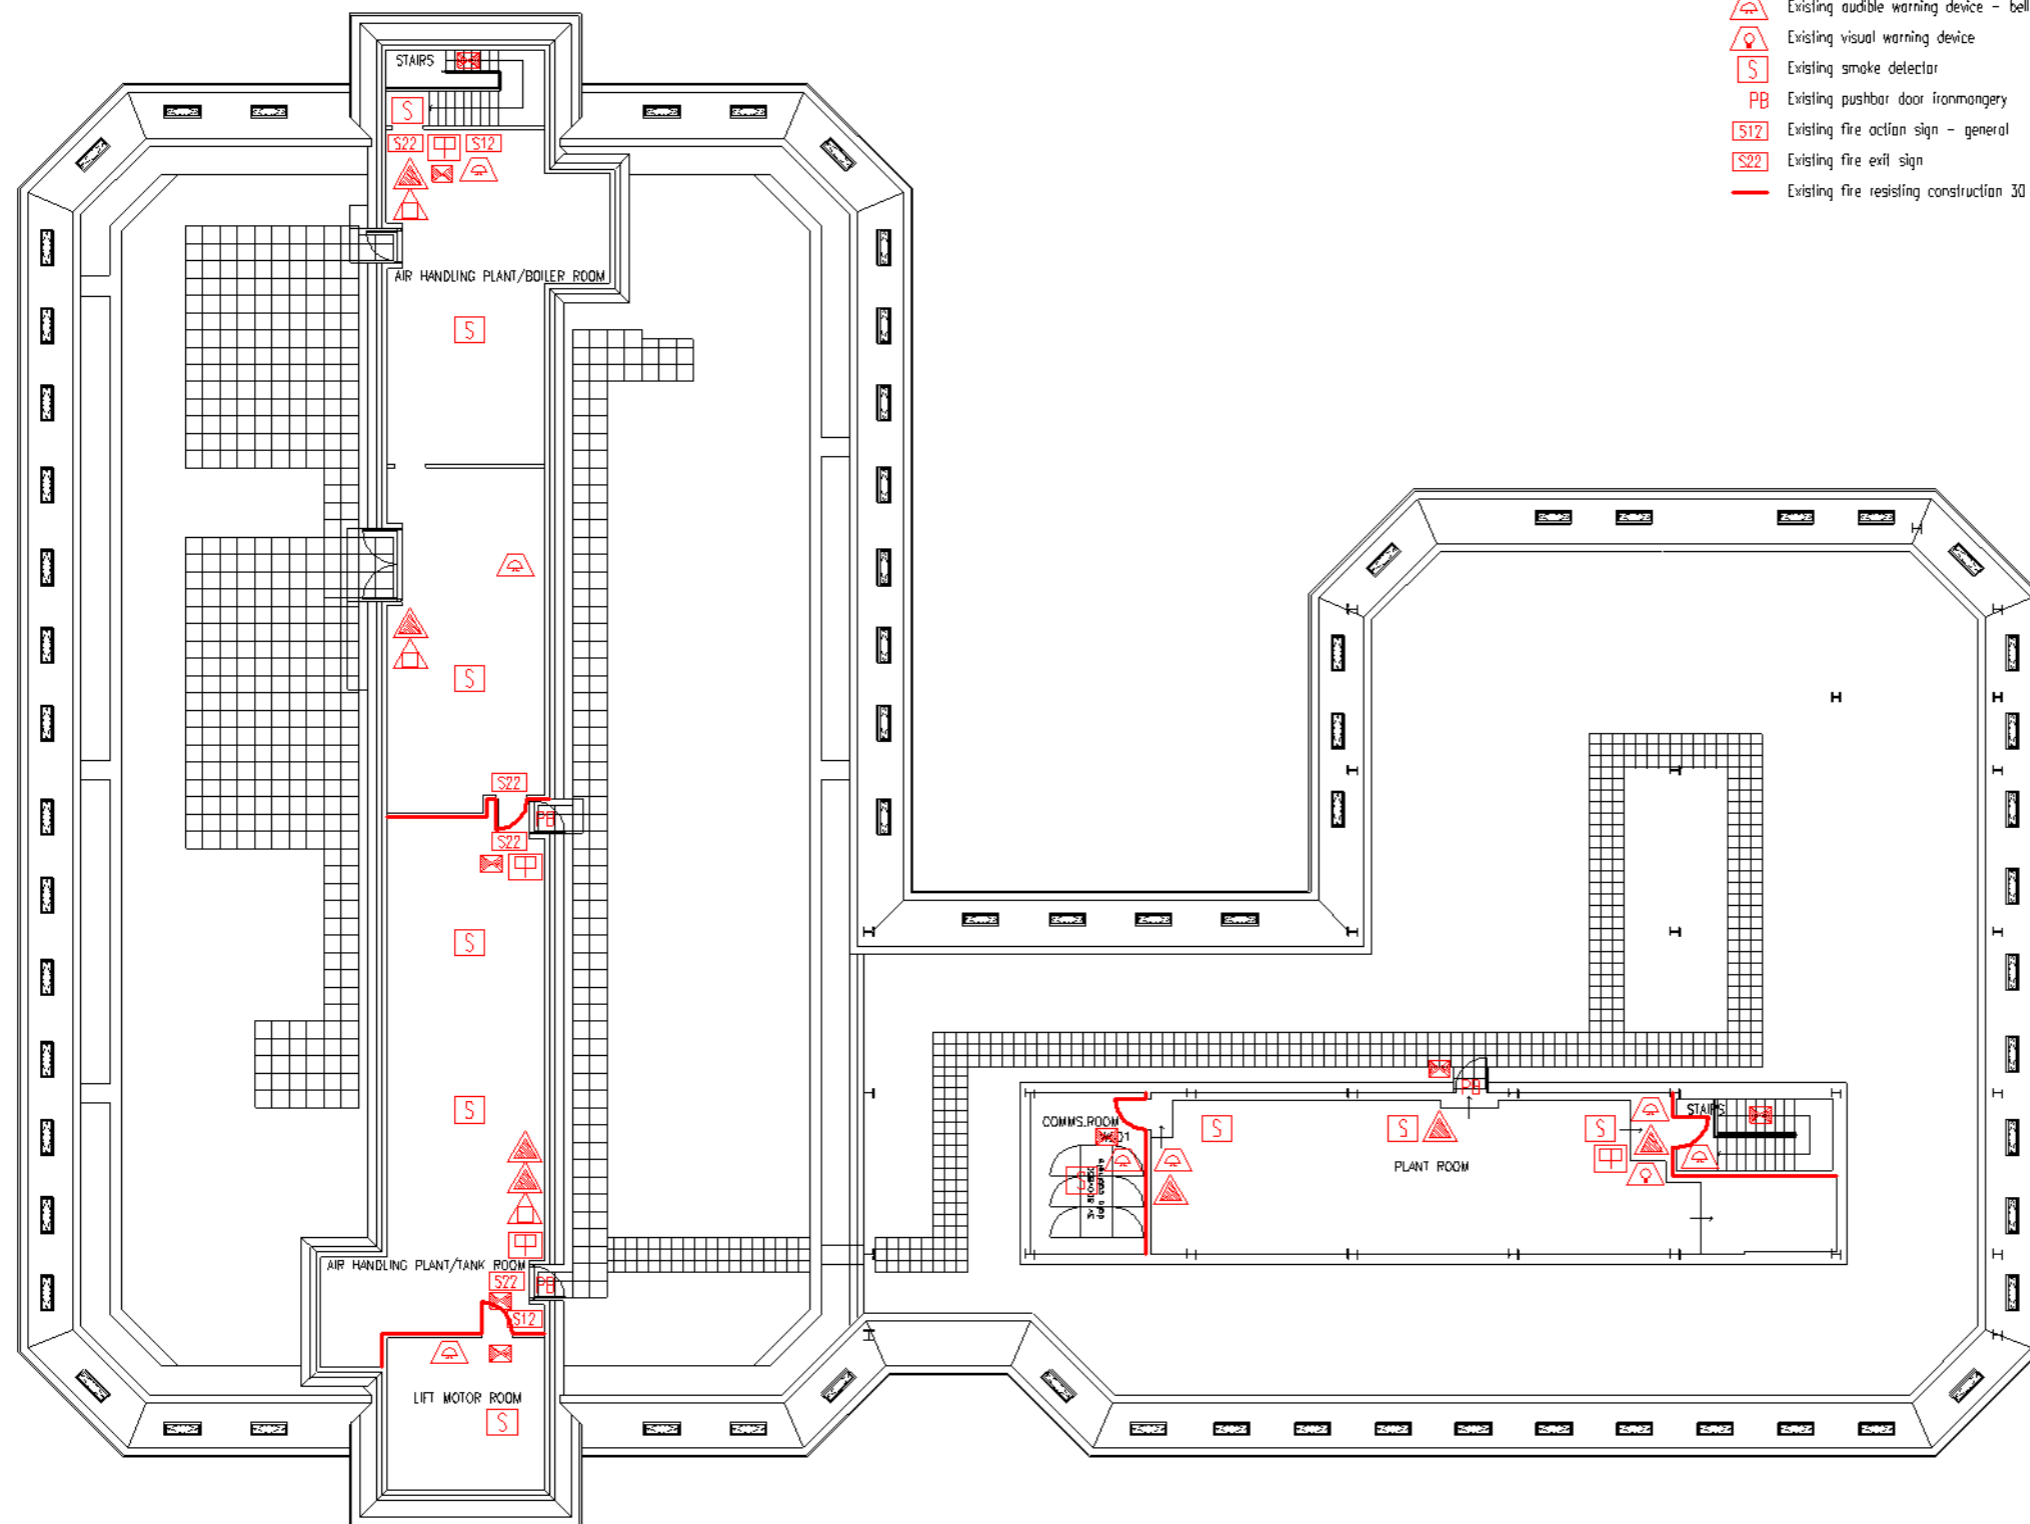 Existing audible warning device - bell
Existing visual warning device
S Existing smoke detector
PB Existing pushbar door ironmongery
S12 Existing fire action sign - general
S22 Existing fire exit sign
Existing fire resisting construction 30
STAIRS
S
S22 S12
AIR HANDLING PLANT/BOILER ROOM
S
S
S22
PB
S22
S
S
AIR HANDLING PLANT/TANK ROOM
S22 PB
S12
LIFT MOTOR ROOM
S
COMMS.ROOM
S
S
S
STAIRS
PB
PLANT ROOM